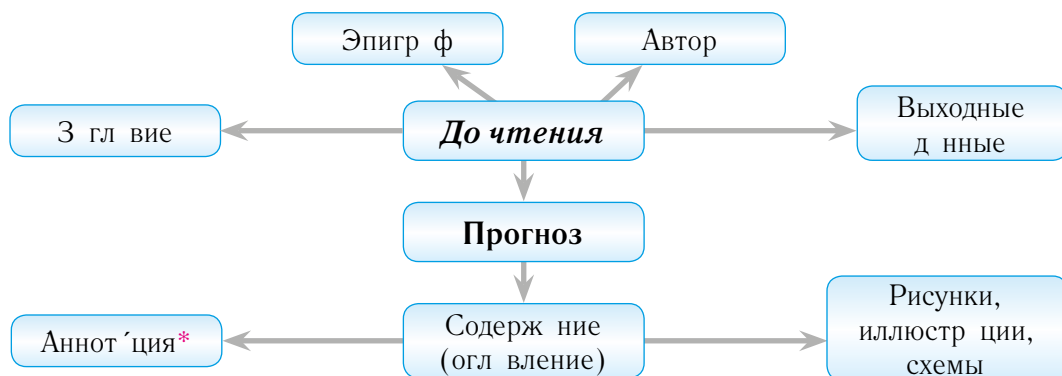 Эпигр ф
Автор
З гл вие
До чтения
Выходные
д нные
Прогноз
Аннот ́ция*
Содерж ние
(огл вление)
Рисунки,
иллюстр ции,
схемы